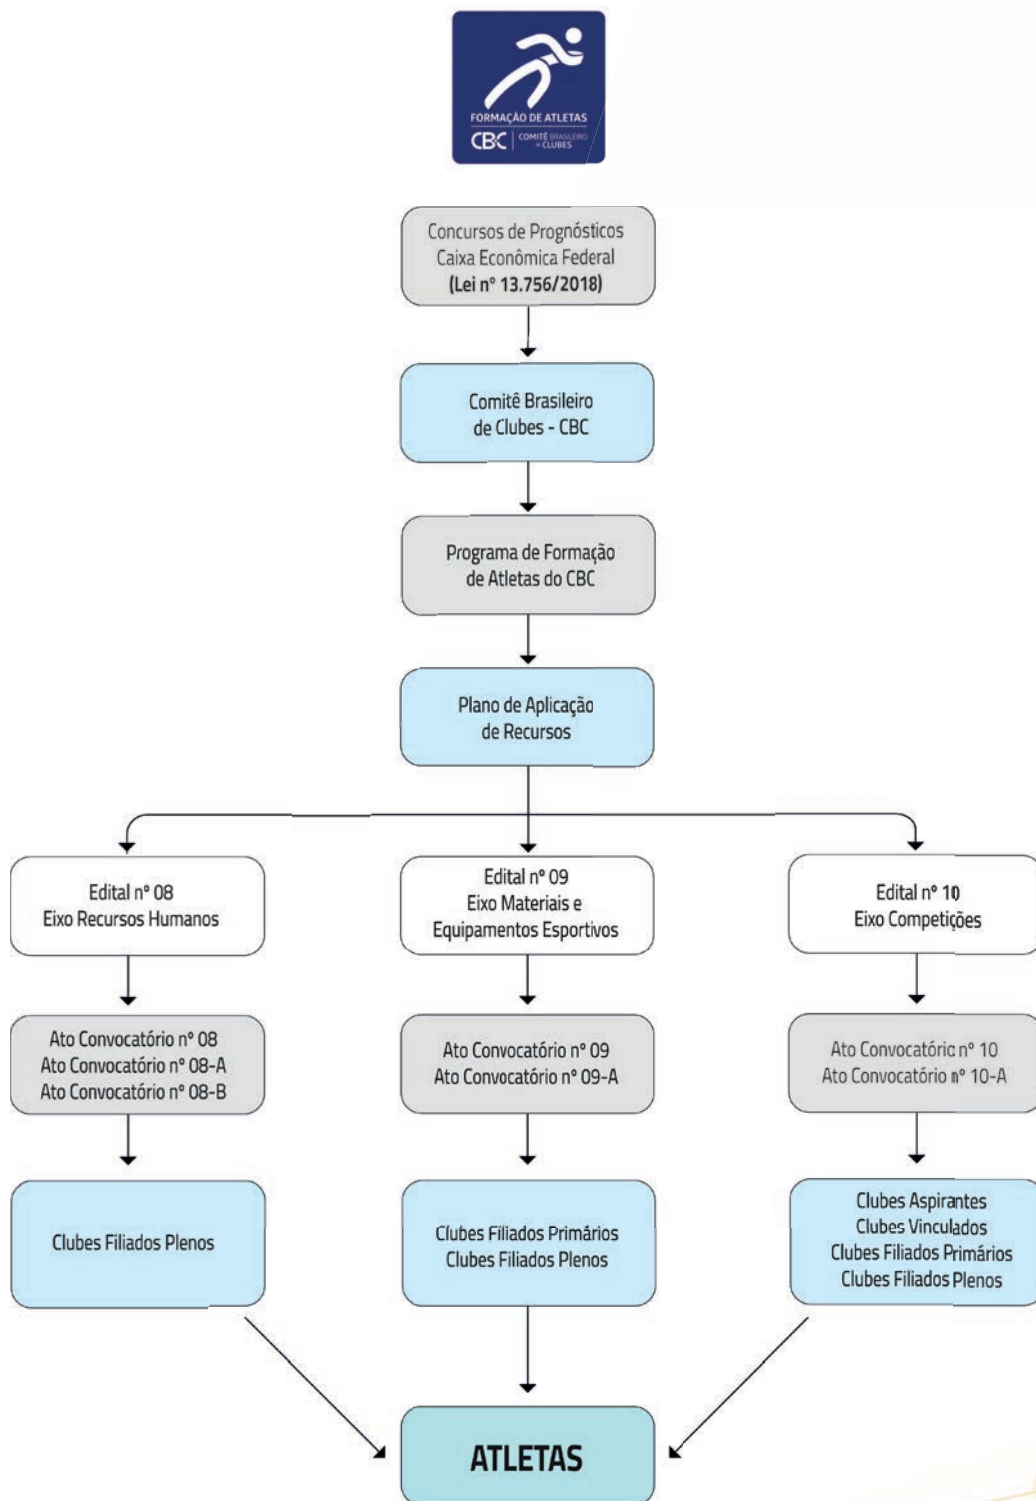 FORMAÇÃO DE ATLETAS
CBC
COMITÊ BRASILEIRO
DE CLUBES
Concursos de Prognósticos
Caixa Econômica Federal
(Lei nº 13.756/2018)
Comitê Brasileiro
de Clubes - CBC
Programa de Formação
de Atletas do CBC
Plano de Aplicação
de Recursos
Edital nº 08
Eixo Recursos Humanos
Edital nº 09
Eixo Materiais e
Equipamentos Esportivos
Edital nº 10
Eixo Competições
Ato Convocatório nº 08
Ato Convocatório nº 08-A
Ato Convocatório nº 08-B
Ato Convocatório nº 09
Ato Convocatório nº 09-A
Ato Convocatório nº 10
Ato Convocatório nº 10-A
Clubes Filiados Plenos
Clubes Filiados Primários
Clubes Filiados Plenos
Clubes Aspirantes
Clubes Vinculados
Clubes Filiados Primários
Clubes Filiados Plenos
ATLETAS